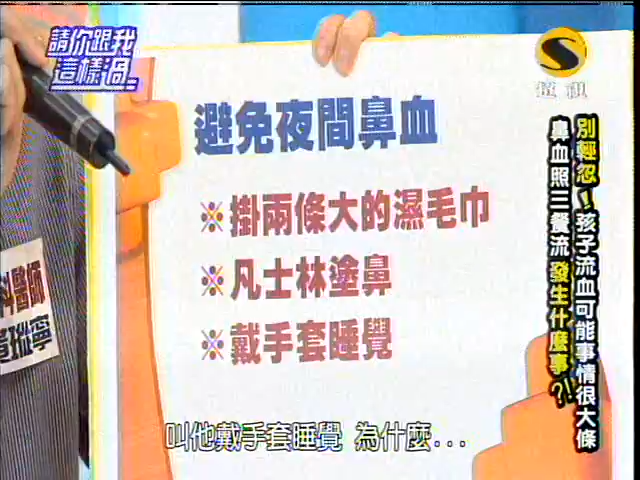 請你跟我
這樣過
避免夜間鼻血
※掛兩條大的濕毛巾
※凡士林塗鼻
※戴手套睡覺
別輕忽！孩子流血可能事情很大條
鼻血照三餐流 發生什麼事？！
科醫師
叫他戴手套睡覺 為什麼...